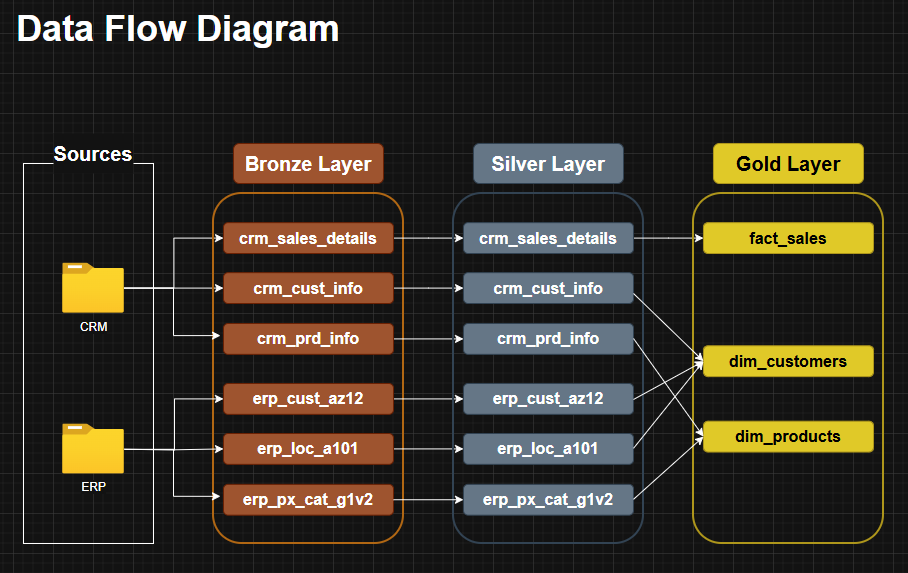 Data Flow Diagram
Sources
Bronze Layer
Silver Layer
Gold Layer
crm_sales_details
crm_sales_details
fact_sales
CRM
crm_cust_info
crm_cust_info
crm_prd_info
crm_prd_info
dim_customers
ERP
erp_cust_az12
erp_cust_az12
dim_products
erp_loc_a101
erp_loc_a101
erp_px_cat_g1v2
erp_px_cat_g1v2